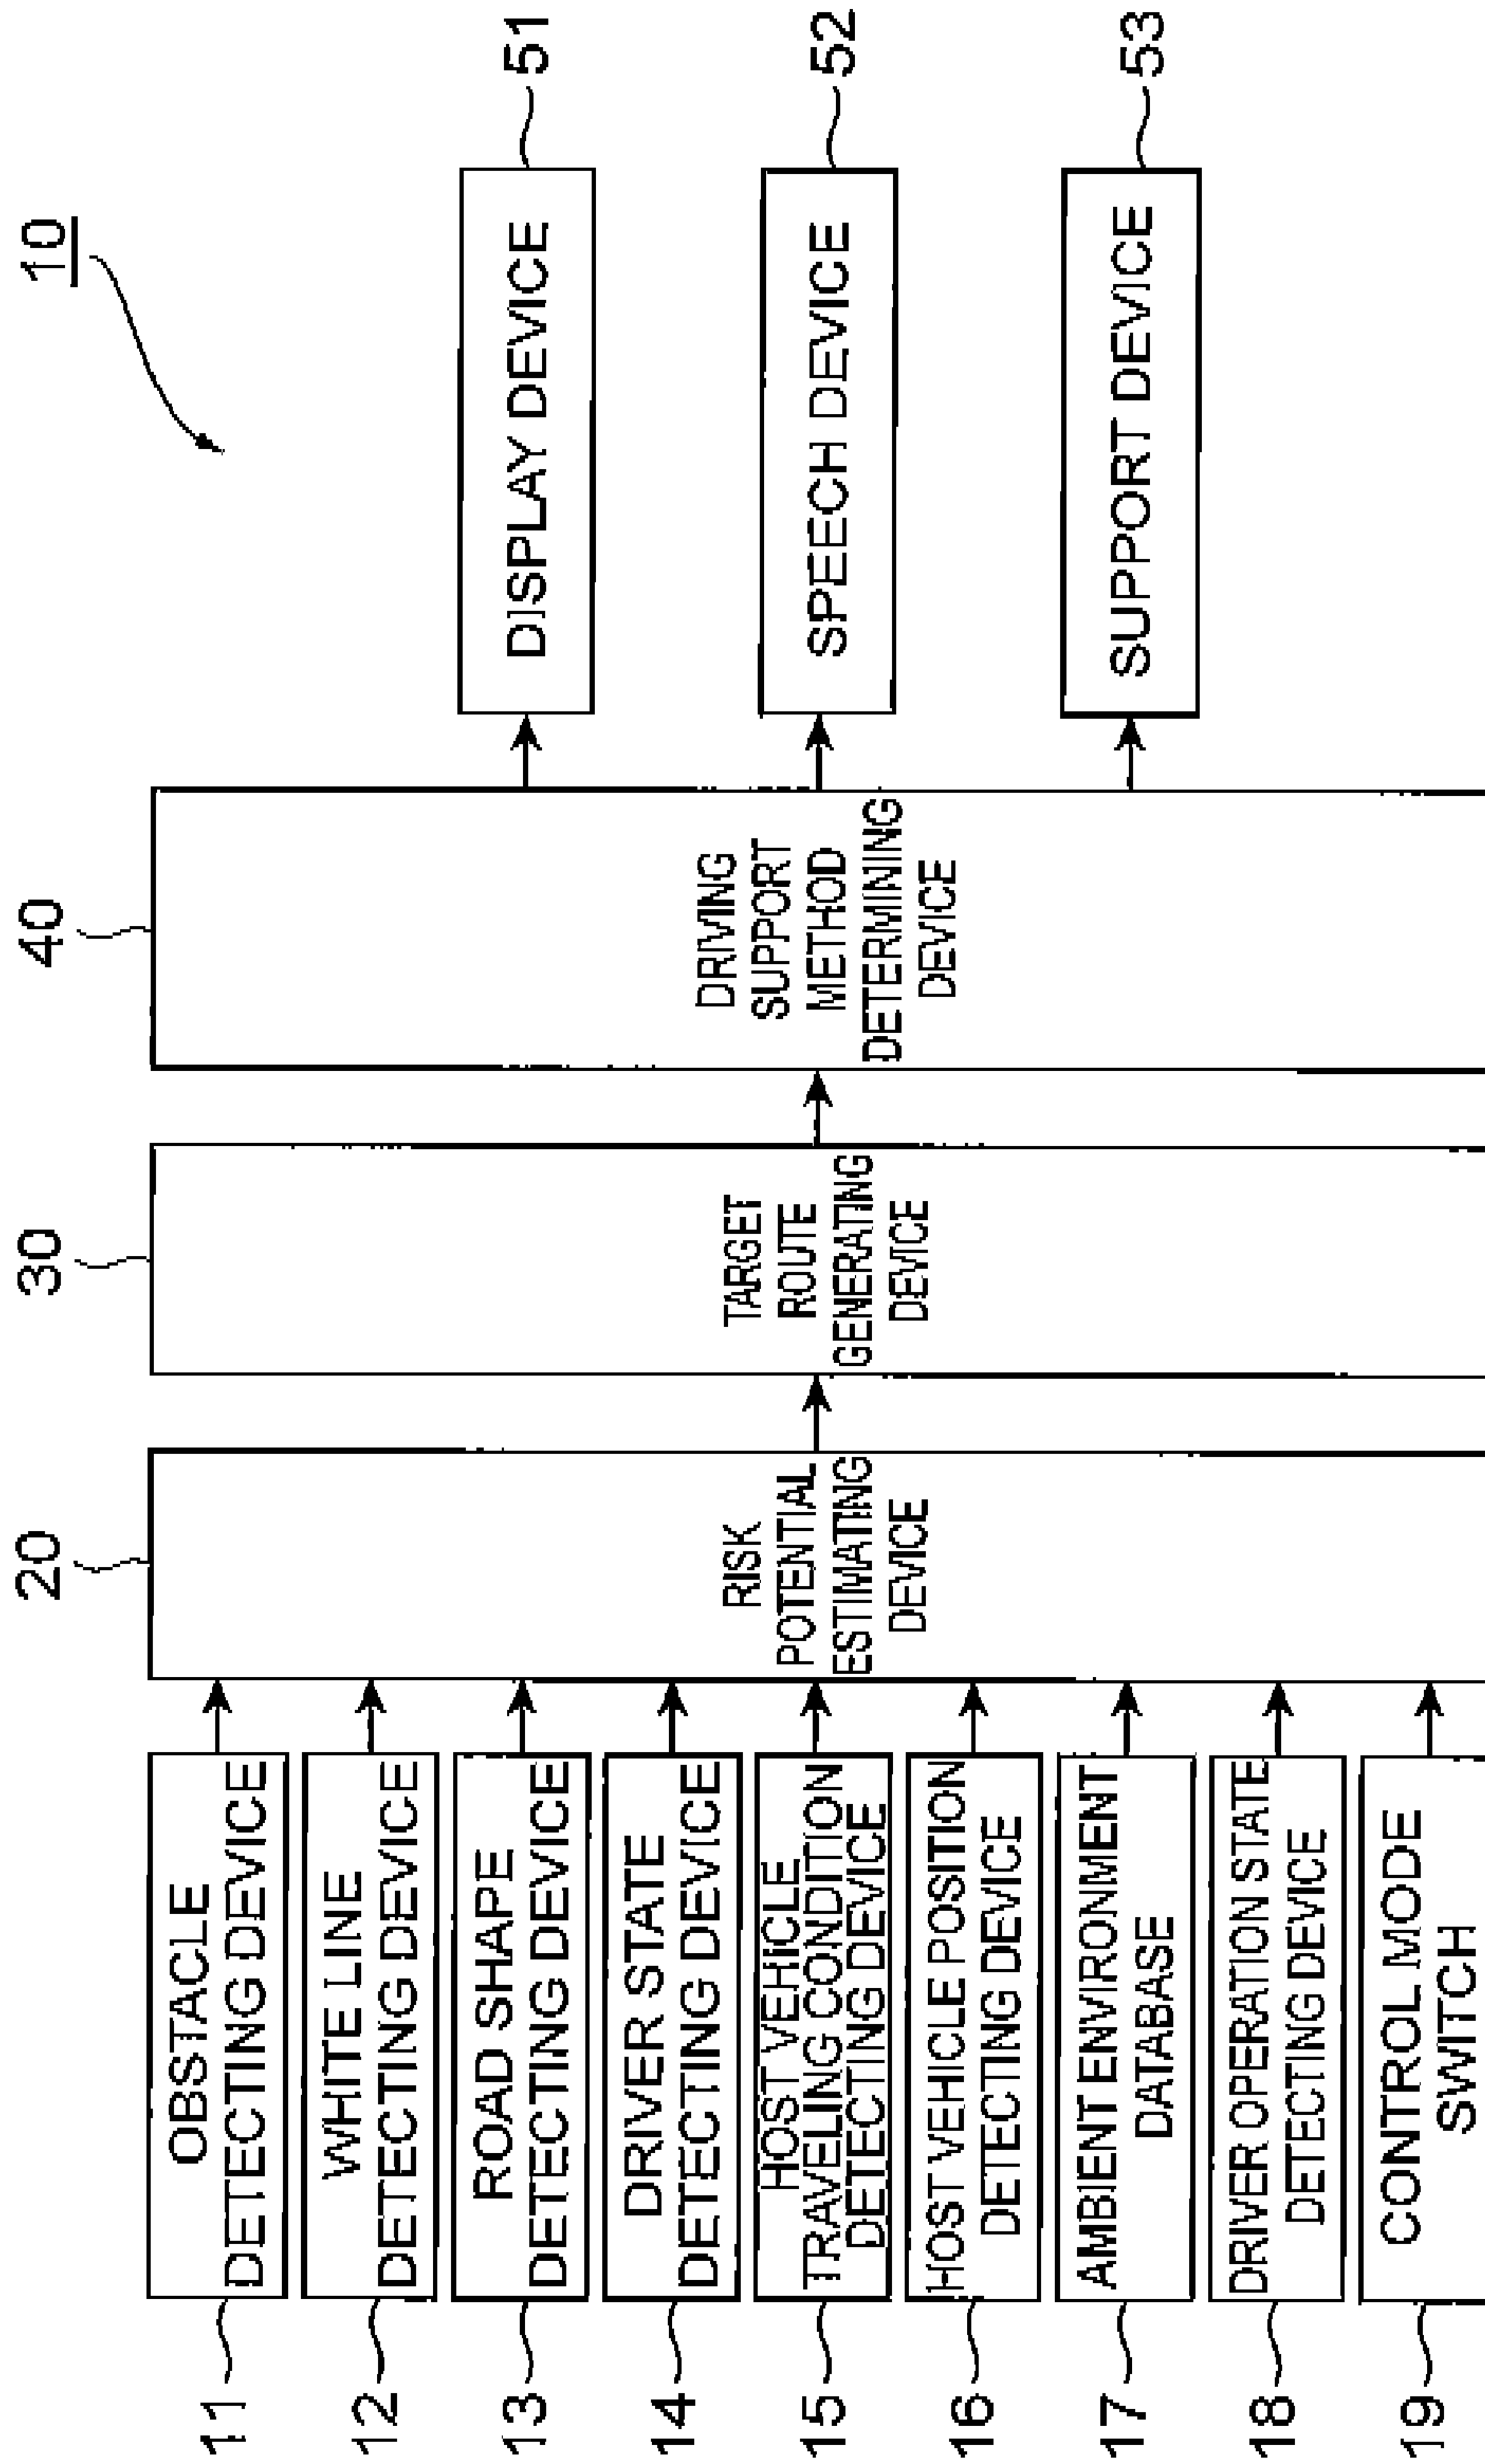 10
20
30
40
11
OBSTACLE
DETECTING DEVICE
12
WHITE LINE
DETECTING DEVICE
13
ROAD SHAPE
DETECTING DEVICE
14
DRIVER STATE
DETECTING DEVICE
15
HOST VEHICLE
TRAVELING CONDITION
DETECTING DEVICE
16
HOST VEHICLE POSITION
DETECTING DEVICE
17
AMBIENT ENVIRONMENT
DATABASE
18
DRIVER OPERATION STATE
DETECTING DEVICE
19
CONTROL MODE
SWITCH
RISK
POTENTIAL
ESTIMATING
DEVICE
TARGET
ROUTE
GENERATING
DEVICE
DRIVING
SUPPORT
METHOD
DETERMINING
DEVICE
DISPLAY DEVICE
51
SPEECH DEVICE
52
SUPPORT DEVICE
53